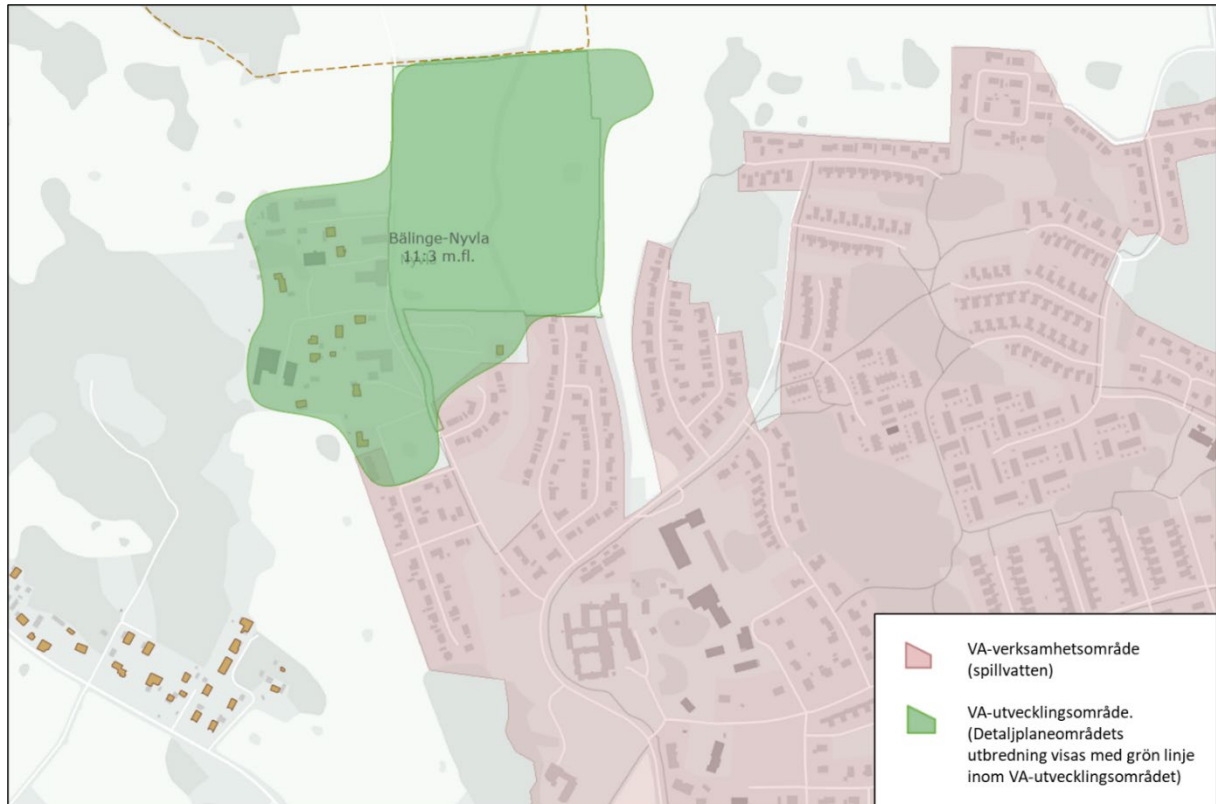 Bälinge-Nyvla
11:3 m.fl.
Nyvla
VA-verksamhetsområde
(spillvatten)
VA-utvecklingsområde.
(Detaljplaneområdets
utbredning visas med grön linje
inom VA-utvecklingsområdet)